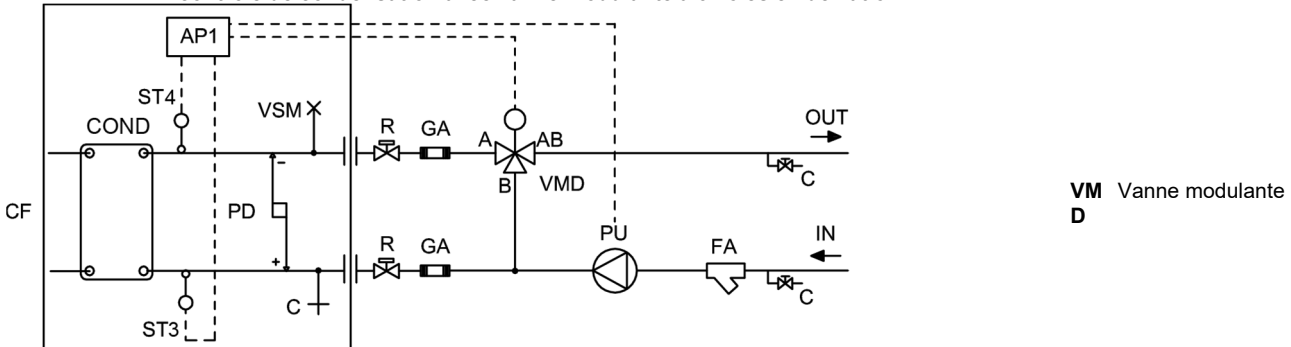 AP1
ST4
VSM
COND
R
GA
A
AB
OUT
B
VMD
C
VM Vanne modulante
D
CF
PD
-
+
R
GA
PU
FA
IN
C
C
ST3